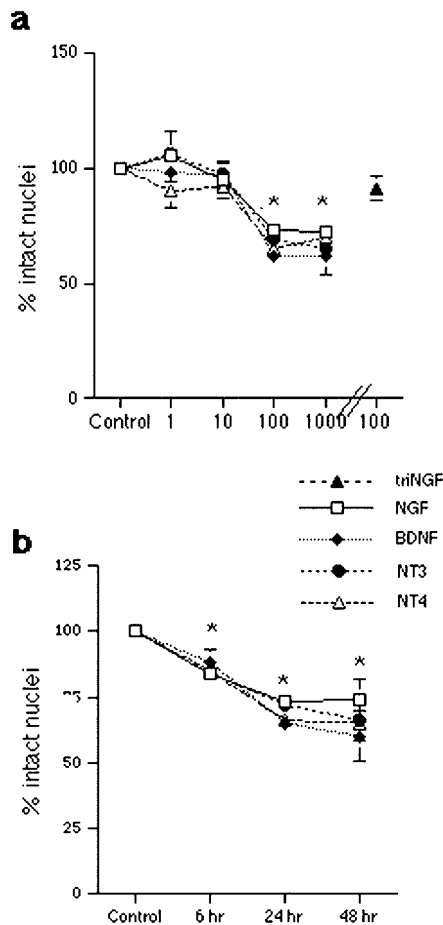 a
150
100
50
0
% intact nuclei
* *
Control 1 10 100 1000 100
triNGF
NGF
BDNF
NT3
NT4
b
125
100
75
50
25
0
% intact nuclei
* * *
Control 6 hr 24 hr 48 hr